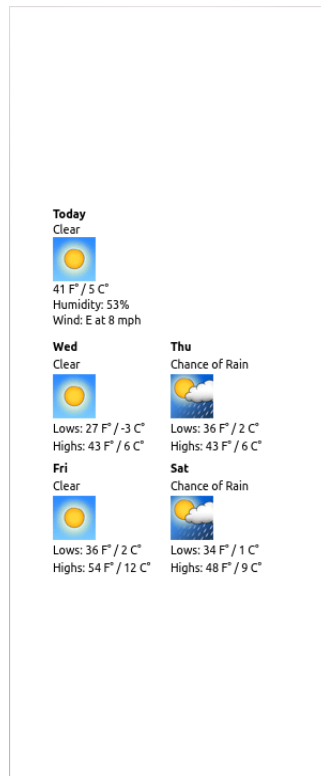 Today
Clear
41 F° / 5 C°
Humidity: 53%
Wind: E at 8 mph
Wed
Clear
Lows: 27 F° / -3 C°
Highs: 43 F° / 6 C°
Thu
Chance of Rain
Lows: 36 F° / 2 C°
Highs: 43 F° / 6 C°
Fri
Clear
Lows: 36 F° / 2 C°
Highs: 54 F° / 12 C°
Sat
Chance of Rain
Lows: 34 F° / 1 C°
Highs: 48 F° / 9 C°